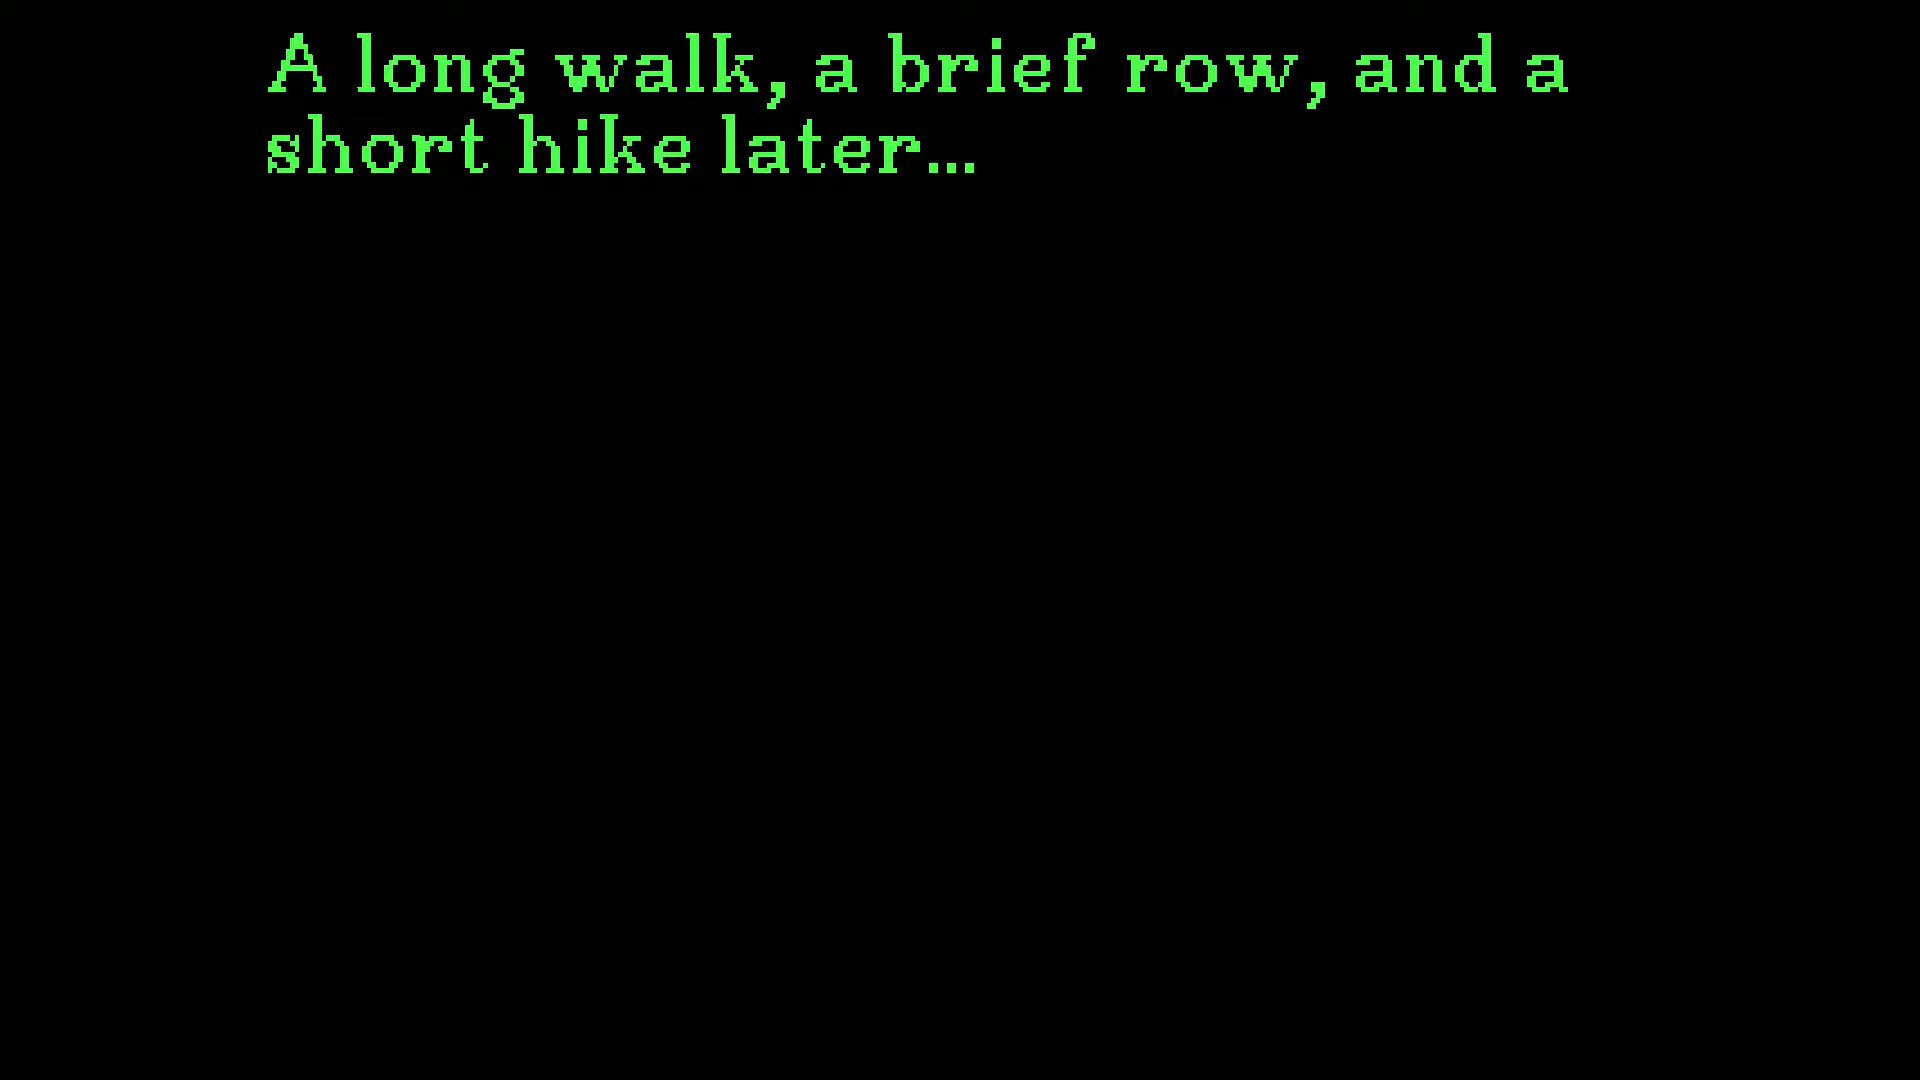 A long walk, a brief row, and a
short hike later...